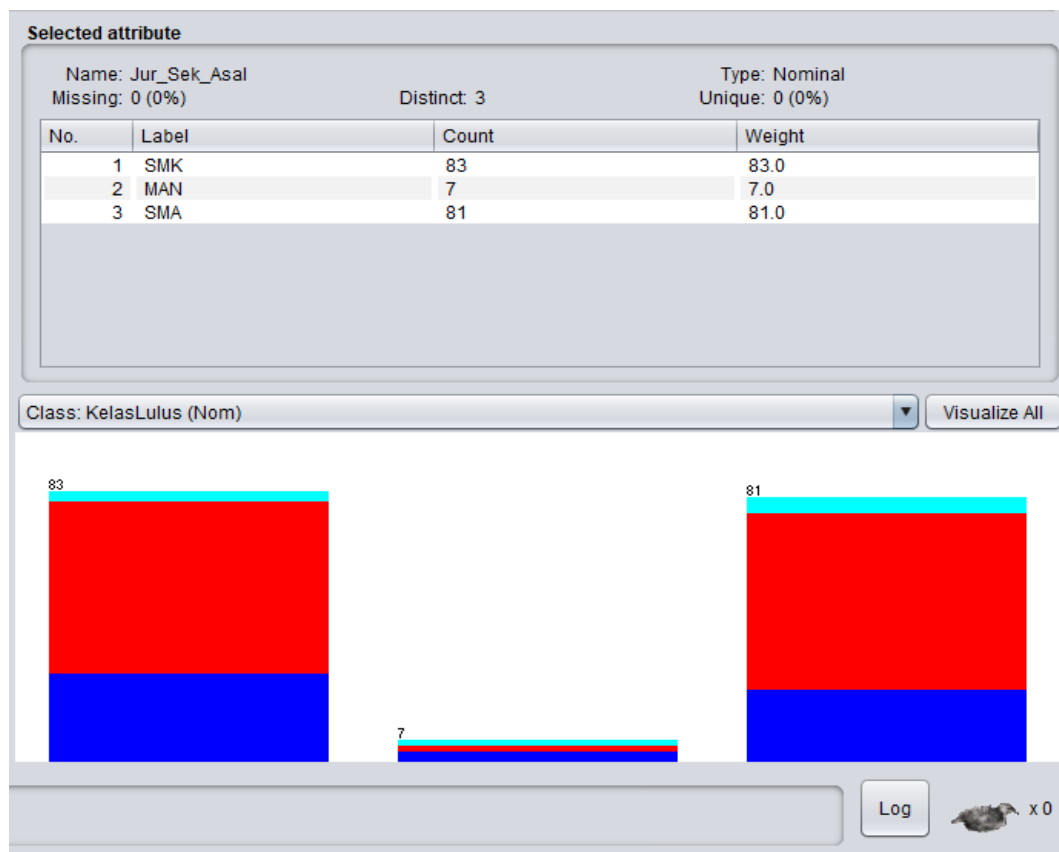 Selected attribute
Name: Jur_Sek_Asal Type: Nominal
Missing: 0 (0%) Distinct: 3 Unique: 0 (0%)
No. Label Count Weight
1 SMK 83 83.0
2 MAN 7 7.0
3 SMA 81 81.0
Class: KelasLulus (Nom) Visualize All
83
81
7
Log x 0